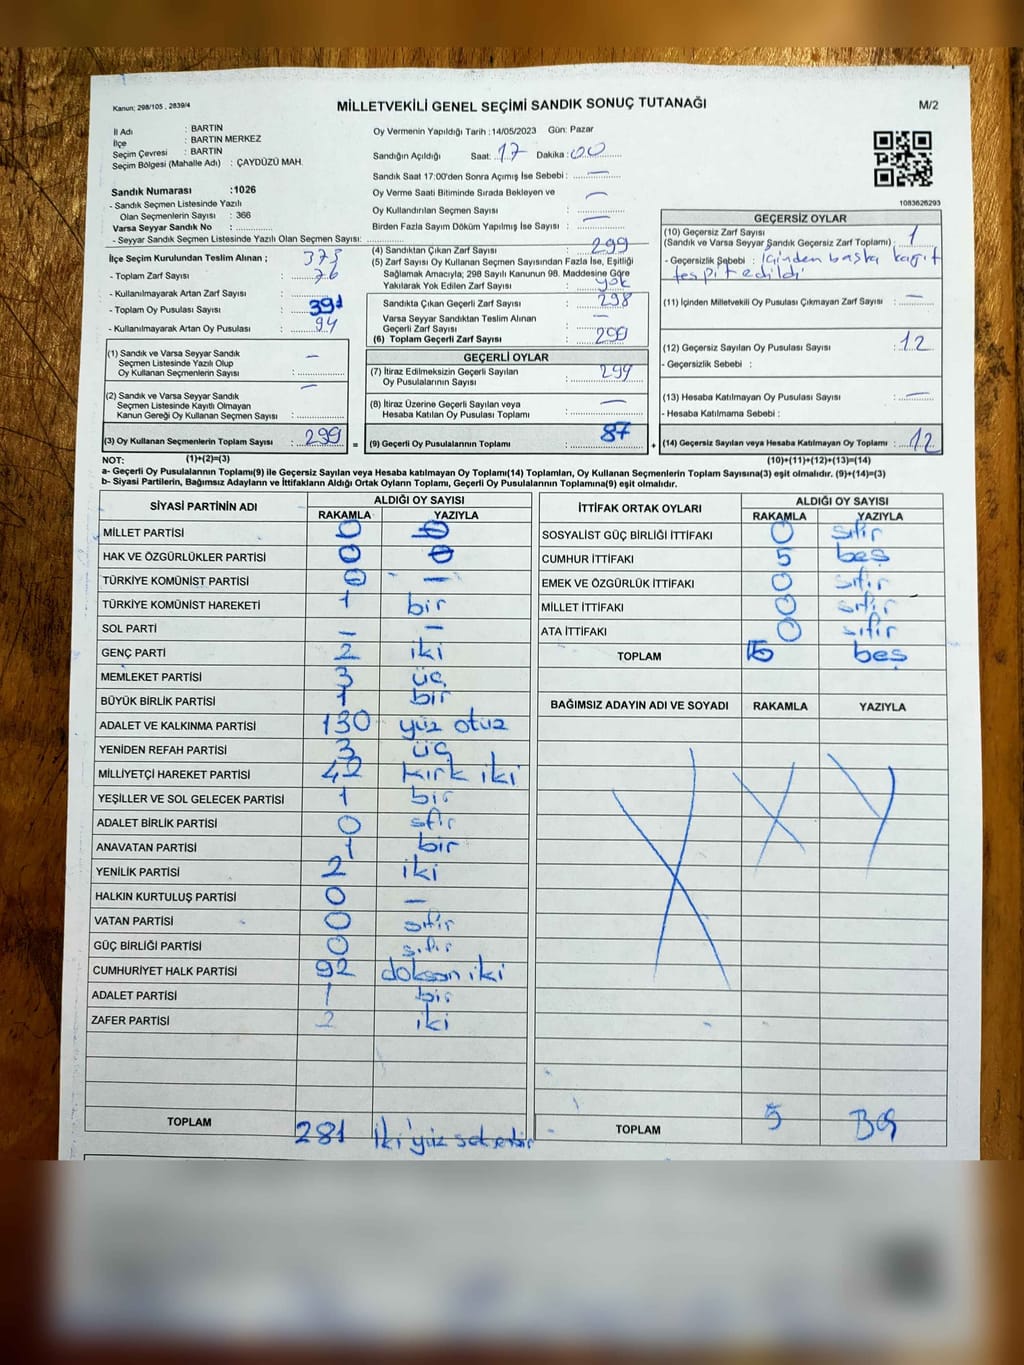 Kanun; 298/105 , 2839/4
MİLLETVEKİLİ GENEL SEÇİMİ SANDIK SONUÇ TUTANAĞI
M/2
İl Adı : BARTIN
İlçe : BARTIN MERKEZ
Seçim Çevresi : BARTIN
Seçim Bölgesi (Mahalle Adı) : ÇAYDÜZÜ MAH.
Sandık Numarası :1026
- Sandık Seçmen Listesinde Yazılı
Olan Seçmenlerin Sayısı : 366
Varsa Seyyar Sandık No :
- Seyyar Sandık Seçmen Listesinde Yazılı Olan Seçmen Sayısı:
Oy Vermenin Yapıldığı Tarih : 14/05/2023 Gün: Pazar
Sandığın Açıldığı Saat: 17 Dakika : 00
Sandık Saat 17:00'den Sonra Açımış İse Sebebi : —
Oy Verme Saati Bitiminde Sırada Bekleyen ve
Oy Kullandırılan Seçmen Sayısı : —
Birden Fazla Sayım Döküm Yapılmış İse Sayısı : —
1083626293
İlçe Seçim Kurulundan Teslim Alınan ;
- Toplam Zarf Sayısı : 375
- Kullanılmayarak Artan Zarf Sayısı : 76
- Toplam Oy Pusulası Sayısı : 391
- Kullanılmayarak Artan Oy Pusulası : 94
(4) Sandıktan Çıkan Zarf Sayısı : 299
(5) Zarf Sayısı Oy Kullanan Seçmen Sayısından Fazla İse, Eşitliği
Sağlamak Amacıyla; 298 Sayılı Kanunun 98. Maddesine Göre
Yakılarak Yok Edilen Zarf Sayısı : yok
Sandıkta Çıkan Geçerli Zarf Sayısı : 298
Varsa Seyyar Sandıktan Teslim Alınan
Geçerli Zarf Sayısı : —
(6) Toplam Geçerli Zarf Sayısı : 299
GEÇERSİZ OYLAR
(10) Geçersiz Zarf Sayısı
(Sandık ve Varsa Seyyar Sandık Geçersiz Zarf Toplamı) : 1
- Geçersizlik Sebebi : içinden başka kağıt
tespit edildi
(11) İçinden Milletvekili Oy Pusulası Çıkmayan Zarf Sayısı : —
(12) Geçersiz Sayılan Oy Pusulası Sayısı : 12
- Geçersizlik Sebebi :
(13) Hesaba Katılmayan Oy Pusulası Sayısı : —
- Hesaba Katılmama Sebebi :
(14) Geçersiz Sayılan veya Hesaba Katılmayan Oy Toplamı : 12
(10)+(11)+(12)+(13)=(14)
(1) Sandık ve Varsa Seyyar Sandık
Seçmen Listesinde Yazılı Olup
Oy Kullanan Seçmenlerin Sayısı : —
(2) Sandık ve Varsa Seyyar Sandık
Seçmen Listesinde Kayıtlı Olmayan
Kanun Gereği Oy Kullanan Seçmen Sayısı : —
(3) Oy Kullanan Seçmenlerin Toplam Sayısı : 299 =
(1)+(2)=(3)
GEÇERLİ OYLAR
(7) İtiraz Edilmeksizin Geçerli Sayılan
Oy Pusulalarının Sayısı : 299
(8) İtiraz Üzerine Geçerli Sayılan veya
Hesaba Katılan Oy Pusulası Toplamı : —
(9) Geçerli Oy Pusulalarının Toplamı : 87 +
NOT:
a- Geçerli Oy Pusulalarının Toplamı(9) ile Geçersiz Sayılan veya Hesaba katılmayan Oy Toplamı(14) Toplamları, Oy Kullanan Seçmenlerin Toplam Sayısına(3) eşit olmalıdır. (9)+(14)=(3)
b- Siyasi Partilerin, Bağımsız Adayların ve İttifakların Aldığı Ortak Oyların Toplamı, Geçerli Oy Pusulalarının Toplamına(9) eşit olmalıdır.
SİYASİ PARTİNİN ADI ALDIĞI OY SAYISI
RAKAMLA YAZIYLA
MİLLET PARTİSİ 0 0
HAK VE ÖZGÜRLÜKLER PARTİSİ 0 0
TÜRKİYE KOMÜNİST PARTİSİ 0 —
TÜRKİYE KOMÜNİST HAREKETİ 1 bir
SOL PARTİ — —
GENÇ PARTİ 2 iki
MEMLEKET PARTİSİ 3 üç
BÜYÜK BİRLİK PARTİSİ 1 bir
ADALET VE KALKINMA PARTİSİ 130 yüz otuz
YENİDEN REFAH PARTİSİ 3 üç
MİLLİYETÇİ HAREKET PARTİSİ 42 kırk iki
YEŞİLLER VE SOL GELECEK PARTİSİ 1 bir
ADALET BİRLİK PARTİSİ 0 sfır
ANAVATAN PARTİSİ 1 bir
YENİLİK PARTİSİ 2 iki
HALKIN KURTULUŞ PARTİSİ 0 —
VATAN PARTİSİ 0 sıfır
GÜÇ BİRLİĞİ PARTİSİ 0 sıfır
CUMHURİYET HALK PARTİSİ 92 doksan iki
ADALET PARTİSİ 1 bir
ZAFER PARTİSİ 2 iki
TOPLAM 281 iki yüz seksenbir
İTTİFAK ORTAK OYLARI ALDIĞI OY SAYISI
RAKAMLA YAZIYLA
SOSYALİST GÜÇ BİRLİĞİ İTTİFAKI 0 sıfır
CUMHUR İTTİFAKI 5 beş
EMEK VE ÖZGÜRLÜK İTTİFAKI 0 sıfır
MİLLET İTTİFAKI 0 sıfır
ATA İTTİFAKI 0 sıfır
TOPLAM 5 beş
BAĞIMSIZ ADAYIN ADI VE SOYADI RAKAMLA YAZIYLA
TOPLAM 5 Beş